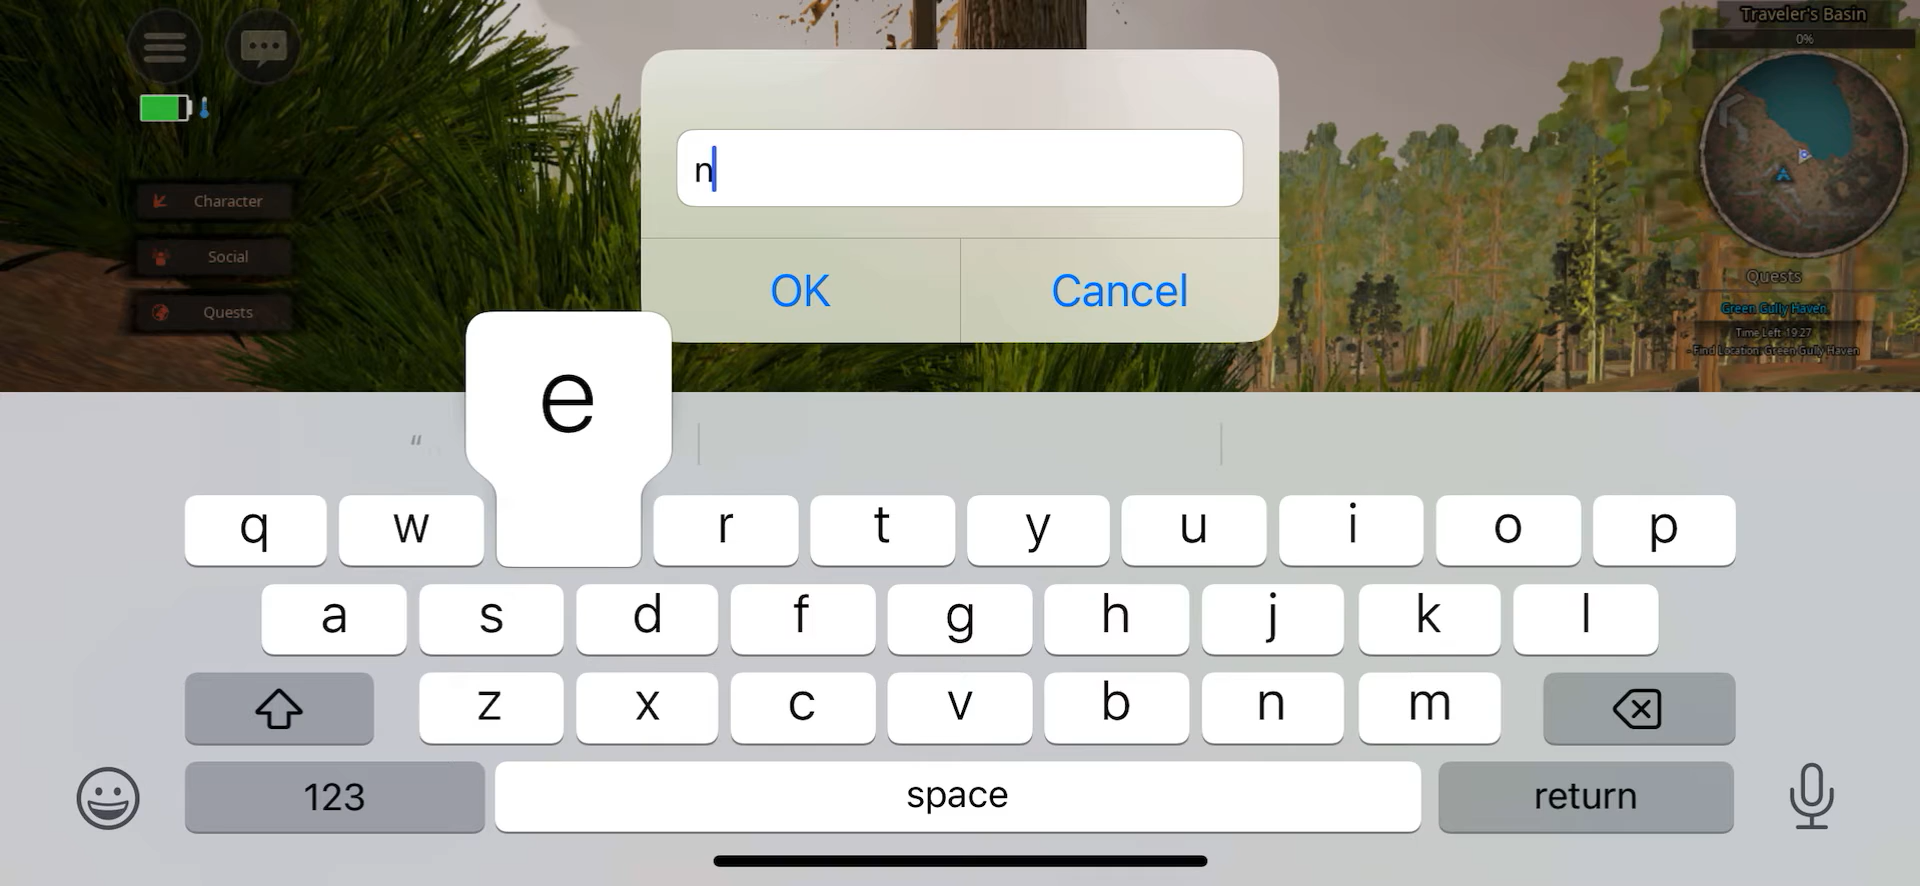 Traveler's Basin
0%
n
Character
OK
Cancel
Social
Quests
Quests
Green Gully Haven
Time Left 19:27
- Find Location: Green Gully Haven
e
“
q w r t y u i o p
a s d f g h j k l
z x c v b n m
123 space return